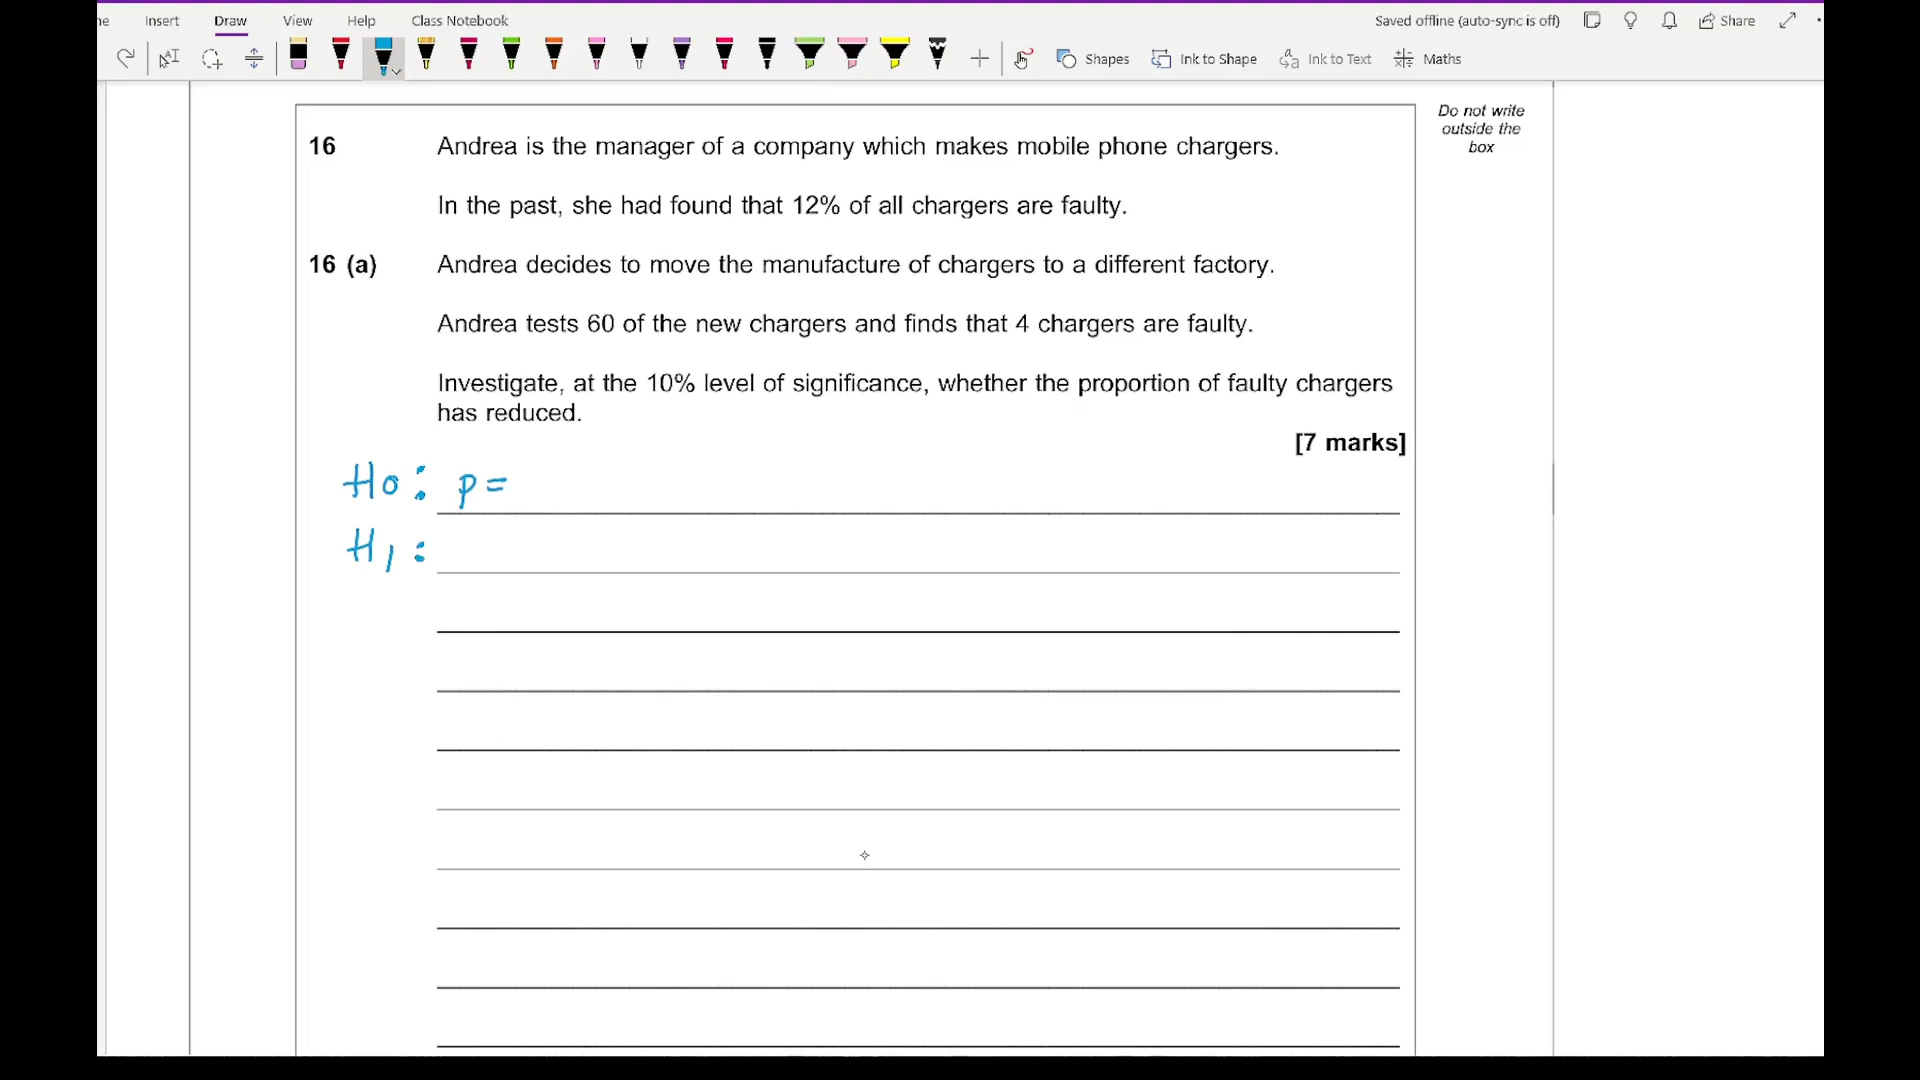 Insert Draw View Help Class Notebook Saved offline (auto-sync is off) Share
Shapes Ink to Shape Ink to Text Maths
Do not write
outside the
box
16 Andrea is the manager of a company which makes mobile phone chargers.
In the past, she had found that 12% of all chargers are faulty.
16 (a) Andrea decides to move the manufacture of chargers to a different factory.
Andrea tests 60 of the new chargers and finds that 4 chargers are faulty.
Investigate, at the 10% level of significance, whether the proportion of faulty chargers
has reduced.
[7 marks]
H0: p=
H1: